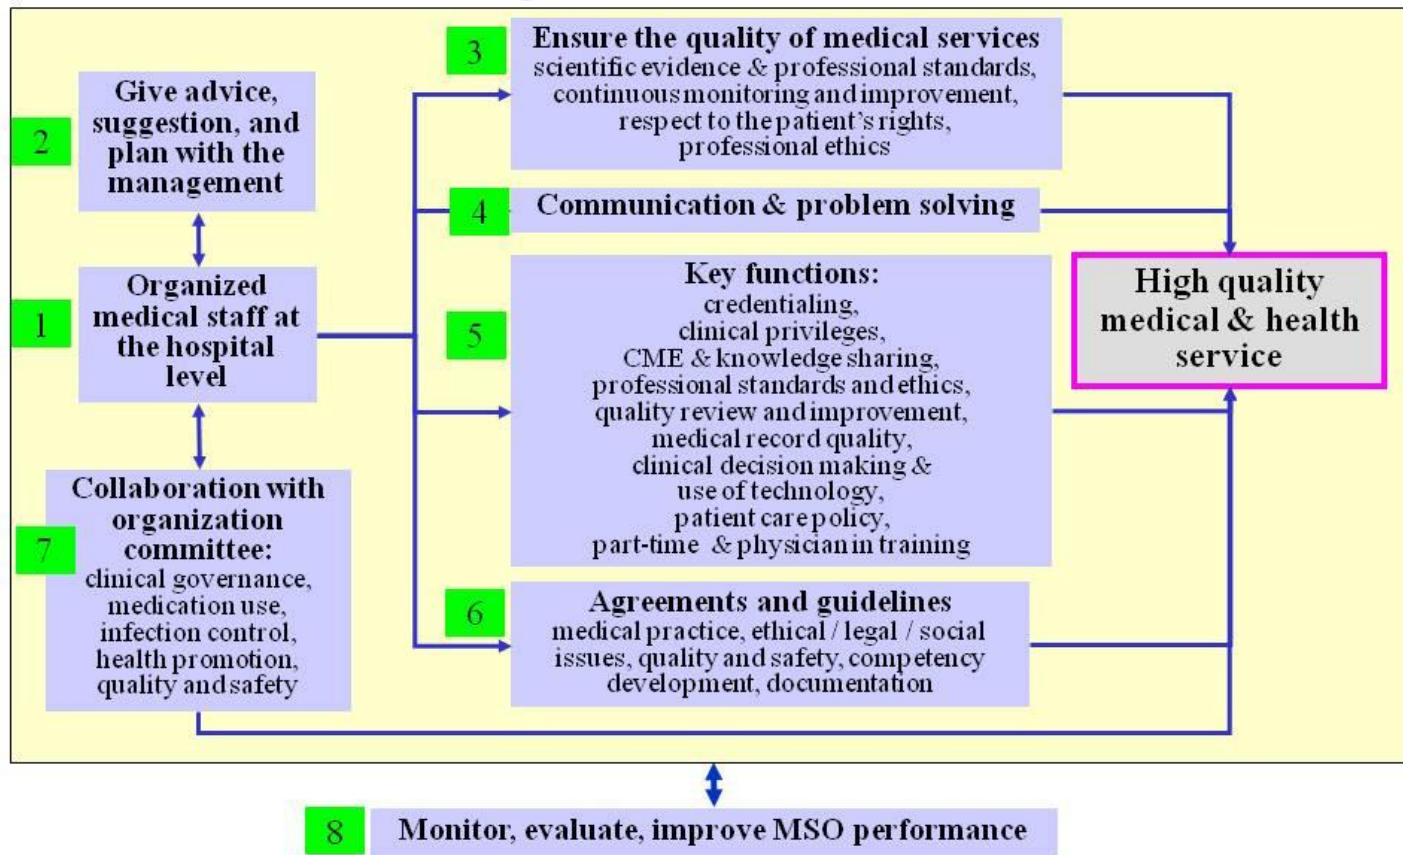 2
Give advice,
suggestion, and
plan with the
management
1
Organized
medical staff at
the hospital
level
7
Collaboration with
organization
committee:
clinical governance,
medication use,
infection control,
health promotion,
quality and safety
3
Ensure the quality of medical services
scientific evidence & professional standards,
continuous monitoring and improvement,
respect to the patient’s rights,
professional ethics
4
Communication & problem solving
5
Key functions:
credentialing,
clinical privileges,
CME & knowledge sharing,
professional standards and ethics,
quality review and improvement,
medical record quality,
clinical decision making &
use of technology,
patient care policy,
part-time & physician in training
6
Agreements and guidelines
medical practice, ethical / legal / social
issues, quality and safety, competency
development, documentation
High quality
medical & health
service
8
Monitor, evaluate, improve MSO performance